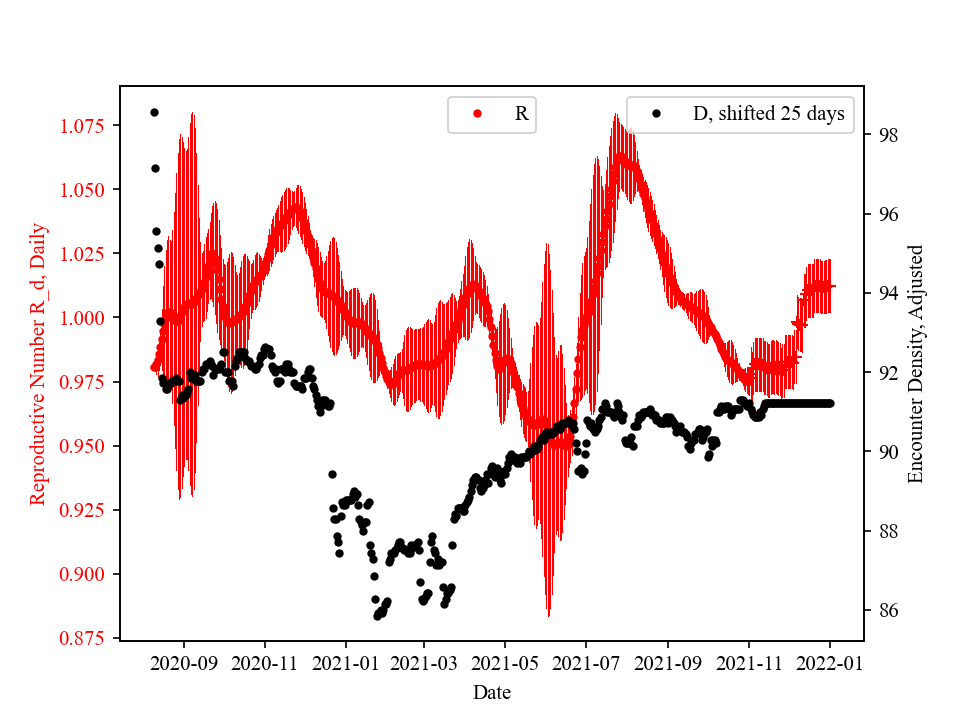 R
D, shifted 25 days
Reproductive Number R_d, Daily
1.075
1.050
1.025
1.000
0.975
0.950
0.925
0.900
0.875
98
96
94
92
90
88
86
Encounter Density, Adjusted
2020-09 2020-11 2021-01 2021-03 2021-05 2021-07 2021-09 2021-11 2022-01
Date